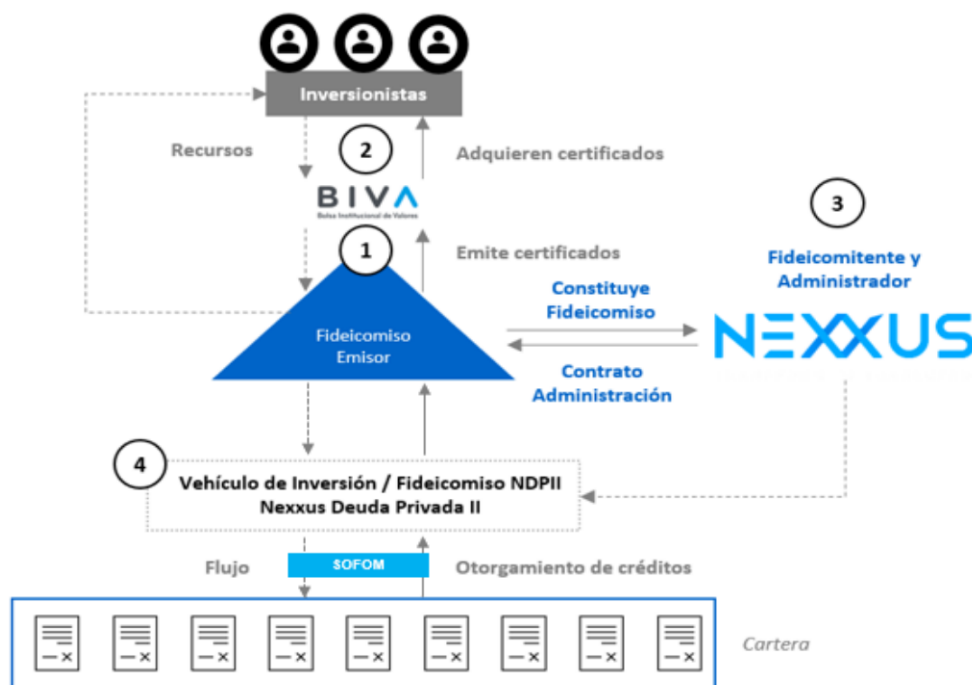 Inversionistas
Recursos
2
Adquieren certificados
BIVA
Bolsa Institucional de Valores
3
1
Emite certificados
Fideicomitente y
Administrador
Constituye
Fideicomiso
NEXXUS
Fideicomiso
Emisor
Contrato
Administración
4
Vehículo de Inversión / Fideicomiso NDPII
Nexxus Deuda Privada II
Flujo
SOFOM
Otorgamiento de créditos
Cartera